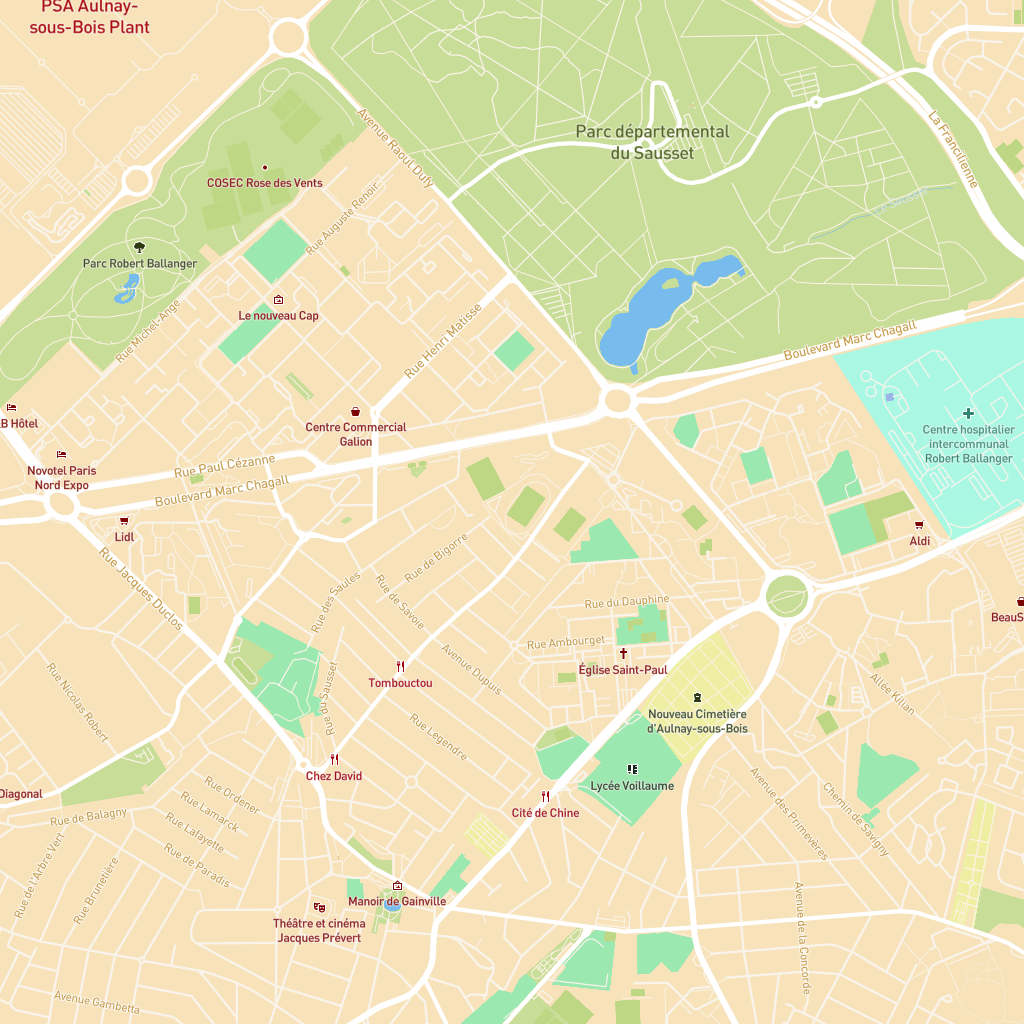 PSA Aulnay-
sous-Bois Plant
Avenue Raoul Dufy
Parc départemental
du Sausset
La Francilienne
COSEC Rose des Vents
Rue Auguste Renoir
Parc Robert Ballanger
Le nouveau Cap
Rue Michel-Ange
Rue Henri Matisse
Boulevard Marc Chagall
B Hôtel
Centre Commercial
Galion
Centre hospitalier
intercommunal
Robert Ballanger
Rue Paul Cézanne
Novotel Paris
Nord Expo
Boulevard Marc Chagall
Lidl
Aldi
Rue Jacques Duclos
Rue de Bigorre
Rue des Saules
Rue de Savoie
Rue du Dauphine
BeauS
Rue Ambourget
Avenue Dupuis
Église Saint-Paul
Tombouctou
Rue Nicolas Robert
Rue du Sausset
Allée Kilian
Nouveau Cimetière
d'Aulnay-sous-Bois
Rue Legendre
Chez David
Lycée Voillaume
Diagonal
Rue Ordener
Cité de Chine
Rue de Balagny
Rue Lamarck
Avenue des Primevères
Chemin de Savigny
Rue Lafayette
Rue de l'Arbre Vert
Rue Brunetière
Rue de Paradis
Manoir de Gainville
Théâtre et cinéma
Jacques Prévert
Avenue de la Concorde
Avenue Gambetta